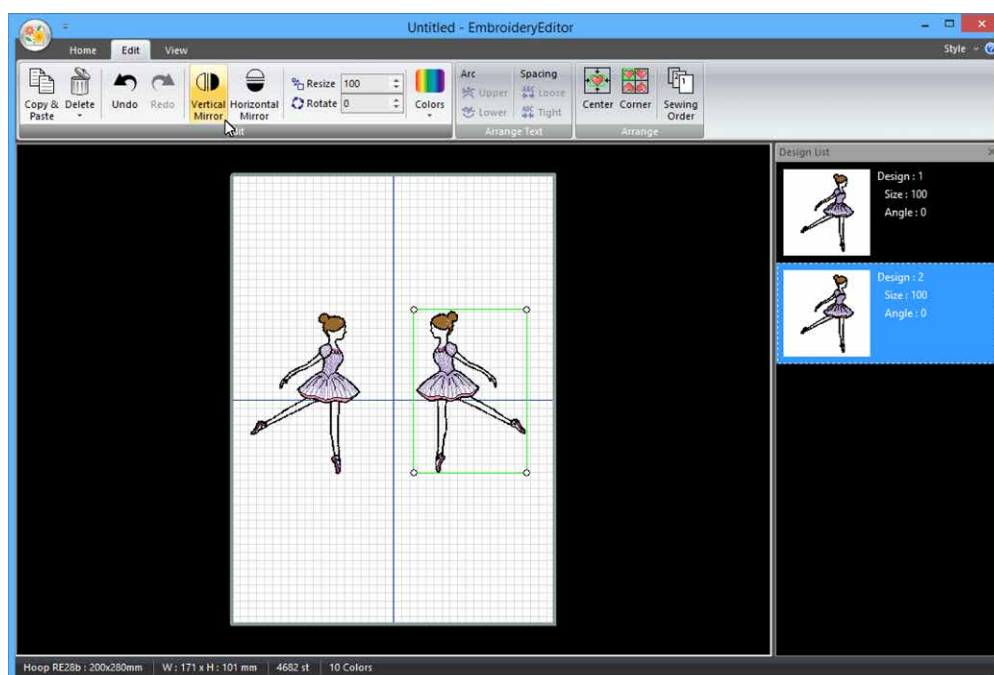 Untitled - EmbroideryEditor
Home Edit View
Style
Copy & Paste
Delete
Undo
Redo
Vertical Mirror
Horizontal Mirror
Resize 100
Rotate 0
Colors
Arc
Upper
Lower
Spacing
Loose
Tight
Arrange Text
Center
Corner
Sewing Order
Arrange
Design List
Design : 1
Size : 100
Angle : 0
Design : 2
Size : 100
Angle : 0
Hoop RE28b : 200x280mm W : 171 x H : 101 mm 4682 st 10 Colors